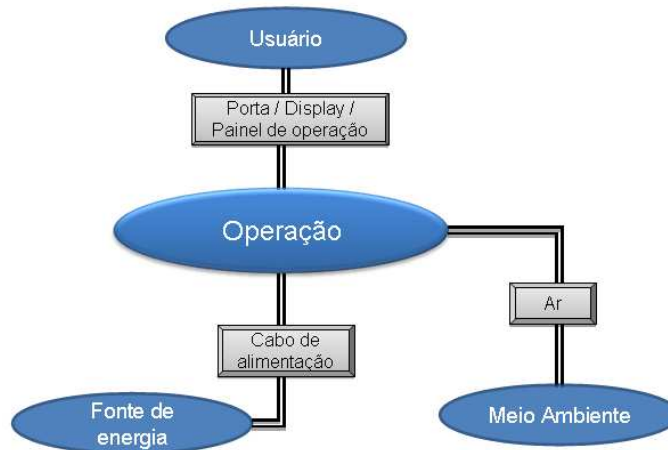 Usuário
Porta / Display /
Painel de operação
Operação
Ar
Cabo de
alimentação
Fonte de
energia
Meio Ambiente